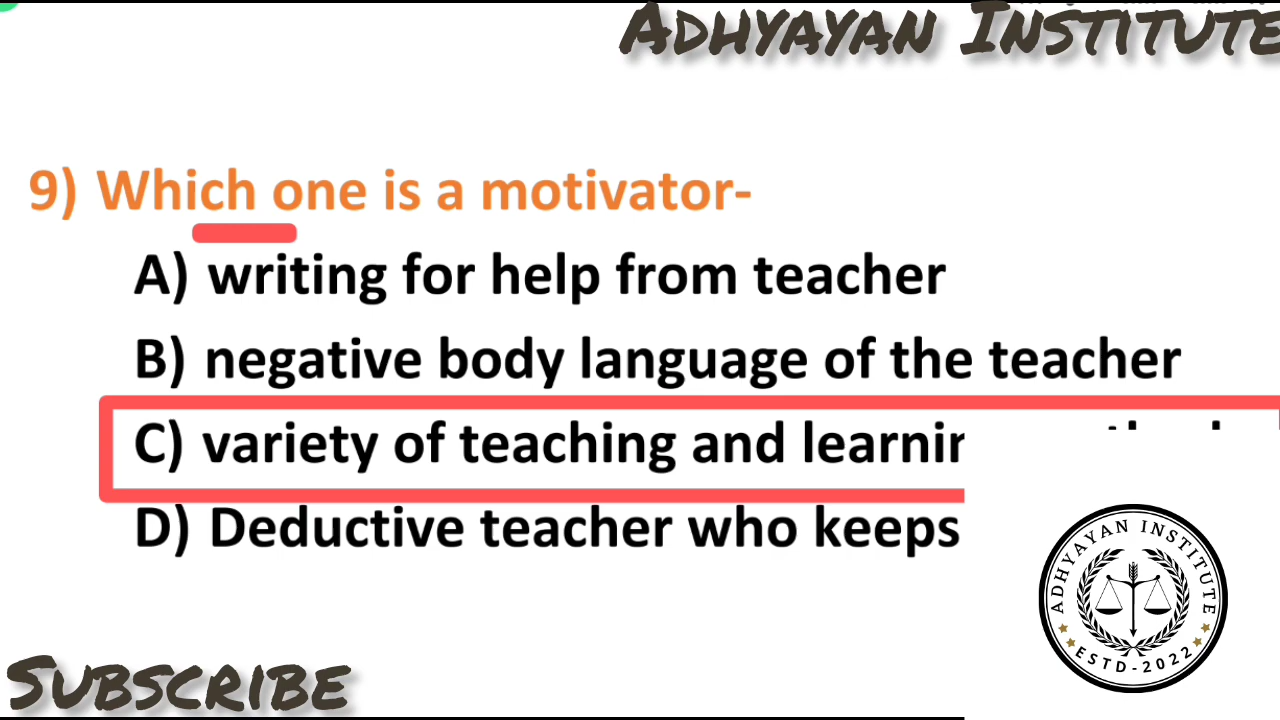 ADHYAYAN INSTITUTE
9) Which one is a motivator-
A) writing for help from teacher
B) negative body language of the teacher
C) variety of teaching and
D) Deductive teacher who keeps
ADHYAYAN INSTITUTE
ESTD-2022
SUBSCRIBE